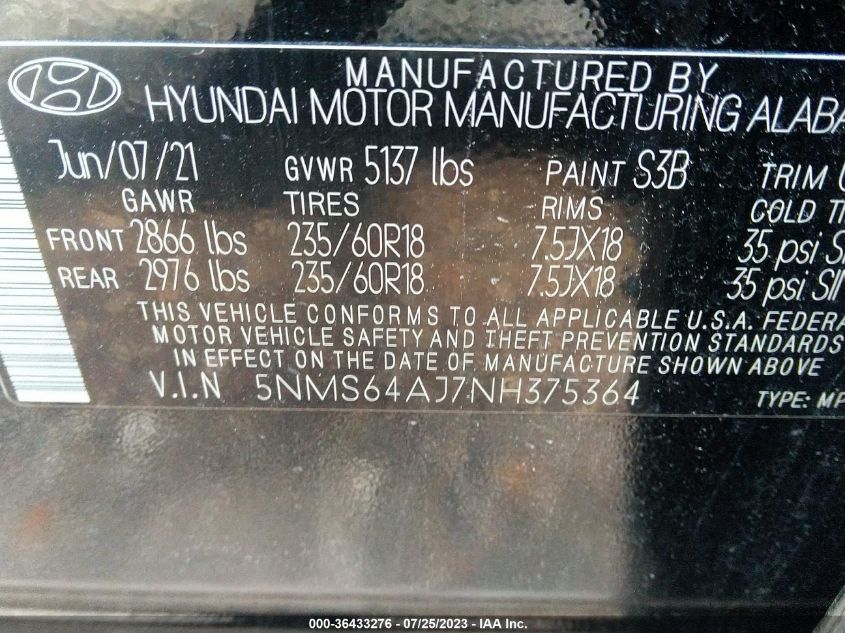 MANUFACTURED BY
HYUNDAI MOTOR MANUFACTURING
Jun/07/21 GVWR 5137 lbs PAINT S3B TRIM
GAWR TIRES RIMS COLD
FRONT 2866 lbs 235/60R18 7.5JX18 35 psi
REAR 2976 lbs 235/60R18 7.5JX18 35 psi
THIS VEHICLE CONFORMS TO ALL APPLICABLE U.S.A. FEDERA
MOTOR VEHICLE SAFETY AND THEFT PREVENTION STANDARDS
IN EFFECT ON THE DATE OF MANUFACTURE SHOWN ABOVE
V.I.N 5NMS64AJ7NH375364 TYPE: MP
000-36433276 - 07/25/2023 - IAA Inc.